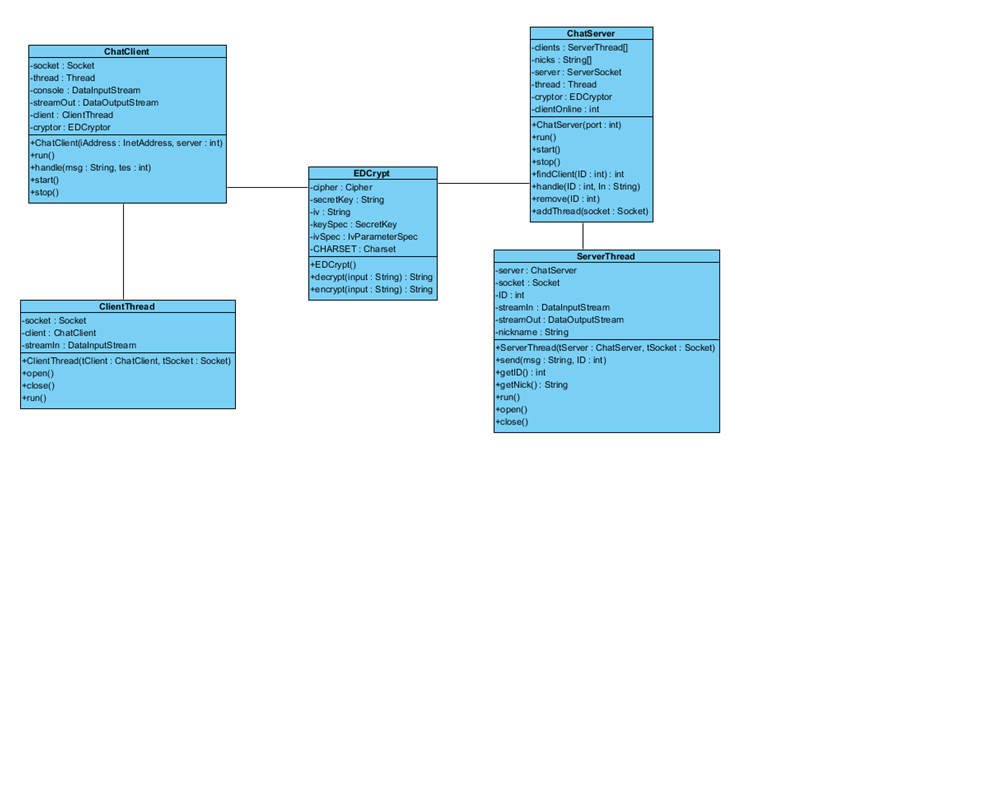 ChatClient
-socket : Socket
-thread : Thread
-console : DataInputStream
-streamOut : DataOutputStream
-client : ClientThread
-cryptor : EDCryptor
+ChatClient(iAddress : InetAddress, server : int)
+run()
+handle(msg : String, tes : int)
+start()
+stop()
ClientThread
-socket : Socket
-client : ChatClient
-streamIn : DataInputStream
+ClientThread(tClient : ChatClient, tSocket : Socket)
+open()
+close()
+run()
EDCrypt
-cipher : Cipher
-secretKey : String
-iv : String
-keySpec : SecretKey
-ivSpec : IvParameterSpec
-CHARSET : Charset
+EDCrypt()
+decrypt(input : String) : String
+encrypt(input : String) : String
ChatServer
-clients : ServerThread[]
-nicks : String[]
-server : ServerSocket
-thread : Thread
-cryptor : EDCryptor
-clientOnline : int
+ChatServer(port : int)
+run()
+start()
+stop()
+findClient(ID : int) : int
+handle(ID : int, In : String)
+remove(ID : int)
+addThread(socket : Socket)
ServerThread
-server : ChatServer
-socket : Socket
-ID : int
-streamIn : DataInputStream
-streamOut : DataOutputStream
-nickname : String
+ServerThread(tServer : ChatServer, tSocket : Socket)
+send(msg : String, ID : int)
+getID() : int
+getNick() : String
+run()
+open()
+close()